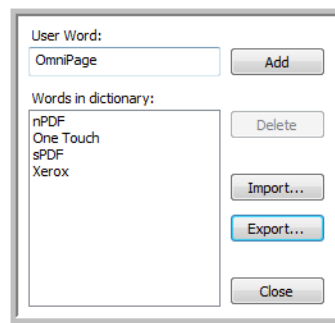 User Word:
OmniPage
Add
Words in dictionary:
nPDF
One Touch
sPDF
Xerox
Delete
Import...
Export...
Close